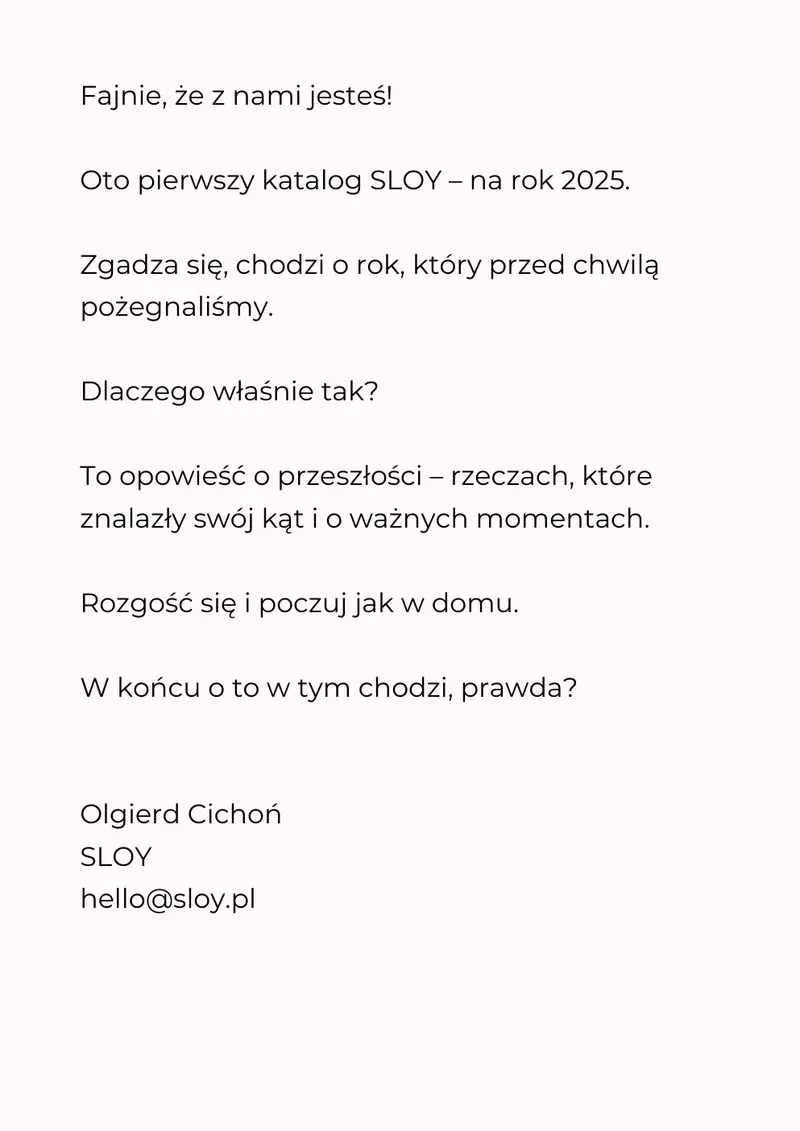 Fajnie, że z nami jesteś!
Oto pierwszy katalog SLOY – na rok 2025.
Zgadza się, chodzi o rok, który przed chwilą
pożegnaliśmy.
Dlaczego właśnie tak?
To opowieść o przeszłości – rzeczach, które
znalazły swój kąt i o ważnych momentach.
Rozgość się i poczuj jak w domu.
W końcu o to w tym chodzi, prawda?
Olgierd Cichoń
SLOY
hello@sloy.pl